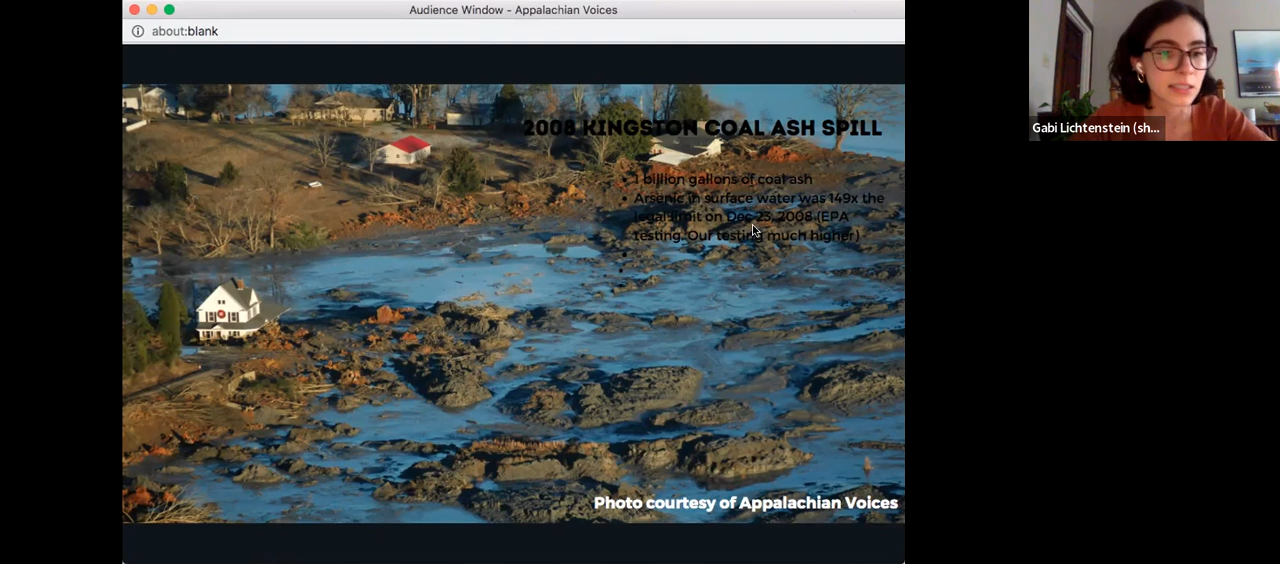 Audience Window - Appalachian Voices
about:blank
2008 KINGSTON COAL ASH SPILL
1 billion gallons of coal ash
Arsenic in surface water was 149x the
legal limit on Dec 23, 2008 (EPA
testing. Our testing much higher)
Photo courtesy of Appalachian Voices
Gabi Lichtenstein (sh...